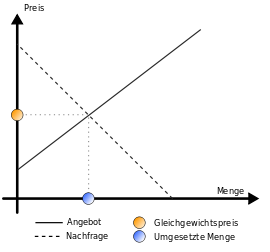 Preis
Menge
Angebot
Nachfrage
Gleichgewichtspreis
Umgesetzte Menge